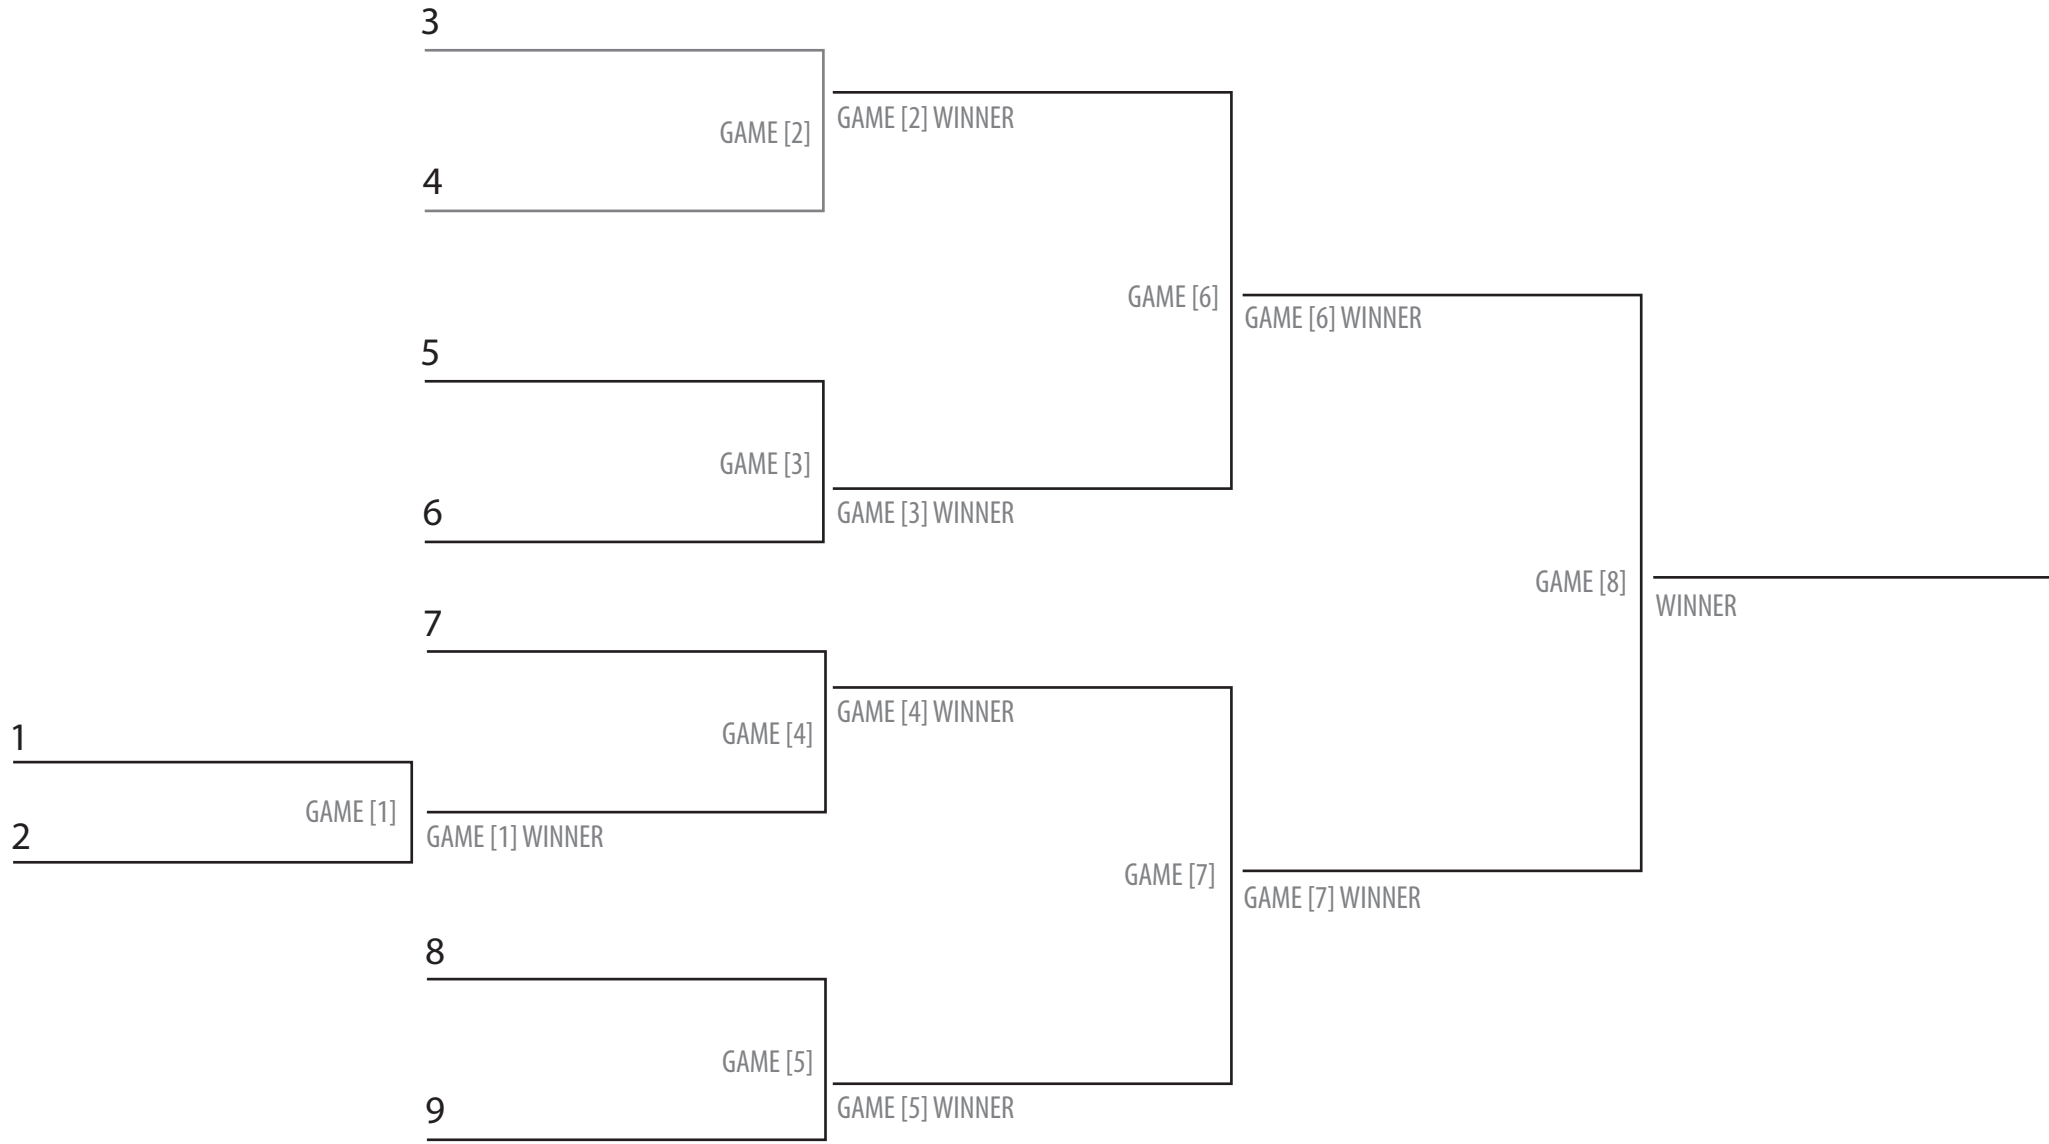 3
GAME [2]
GAME [2] WINNER
4
GAME [6]
GAME [6] WINNER
5
GAME [3]
6
GAME [3] WINNER
GAME [8]
WINNER
7
GAME [4]
GAME [4] WINNER
1
GAME [1]
2
GAME [1] WINNER
GAME [7]
GAME [7] WINNER
8
GAME [5]
9
GAME [5] WINNER